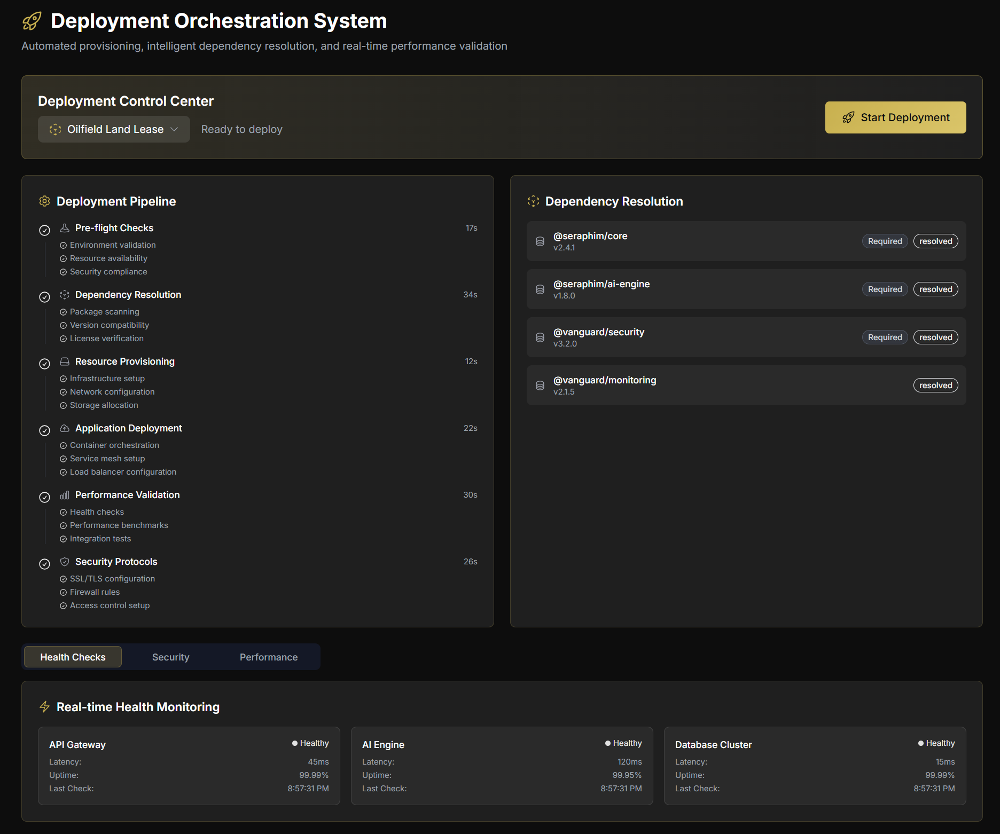 Deployment Orchestration System
Automated provisioning, intelligent dependency resolution, and real-time performance validation
Deployment Control Center
Oilfield Land Lease
Ready to deploy
Start Deployment
Deployment Pipeline
Pre-flight Checks 17s
Environment validation
Resource availability
Security compliance
Dependency Resolution 34s
Package scanning
Version compatibility
License verification
Resource Provisioning 12s
Infrastructure setup
Network configuration
Storage allocation
Application Deployment 22s
Container orchestration
Service mesh setup
Load balancer configuration
Performance Validation 30s
Health checks
Performance benchmarks
Integration tests
Security Protocols 26s
SSL/TLS configuration
Firewall rules
Access control setup
Dependency Resolution
@seraphim/core
v2.4.1
Required resolved
@seraphim/ai-engine
v1.8.0
Required resolved
@vanguard/security
v3.2.0
Required resolved
@vanguard/monitoring
v2.1.5
resolved
Health Checks Security Performance
Real-time Health Monitoring
API Gateway Healthy
Latency: 45ms
Uptime: 99.99%
Last Check: 8:57:31 PM
AI Engine Healthy
Latency: 120ms
Uptime: 99.95%
Last Check: 8:57:31 PM
Database Cluster Healthy
Latency: 15ms
Uptime: 99.99%
Last Check: 8:57:31 PM